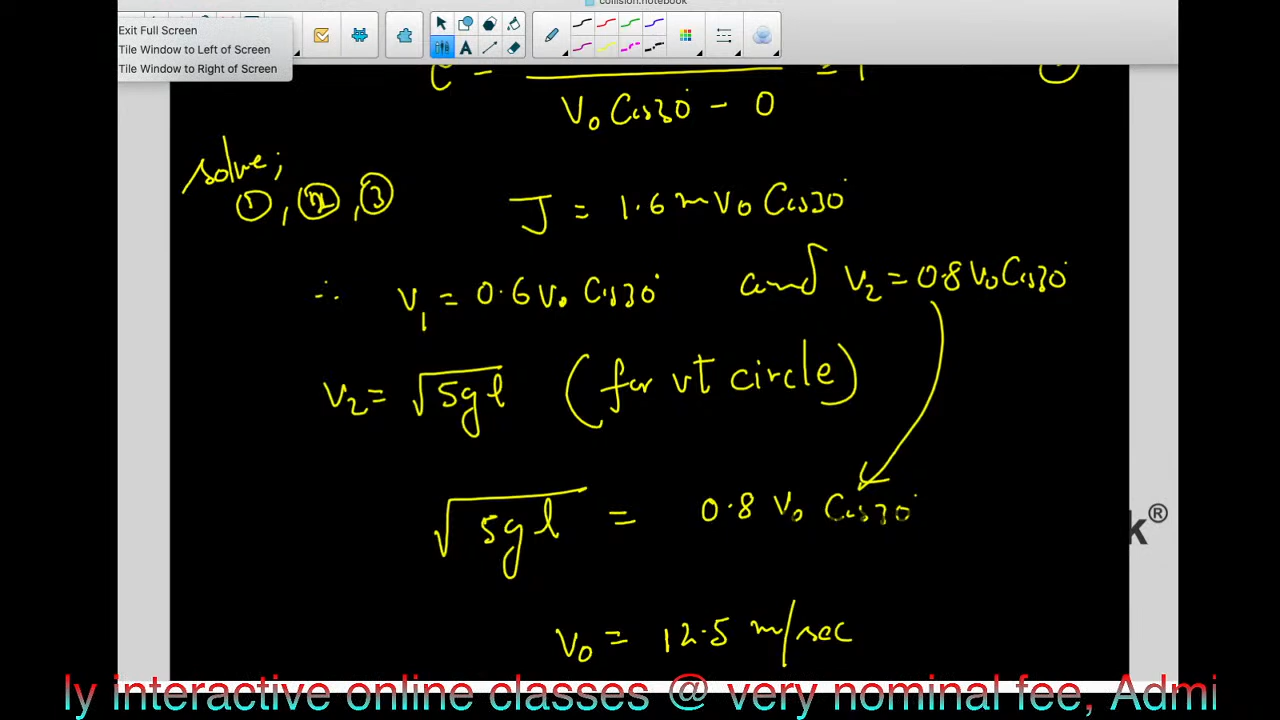 collision.notebook
Exit Full Screen
Tile Window to Left of Screen
Tile Window to Right of Screen
V₀ Cos30° - 0
solve;
①, ②, ③
J = 1.6 m V₀ Cos30°
∴ V₁ = 0.6 V₀ Cos30° and V₂ = 0.8 V₀ Cos30°
V₂ = √5gl (for vt circle)
√5gl = 0.8 V₀ Cos30°
k®
V₀ = 12.5 m/sec
ly interactive online classes @ very nominal fee, Admi